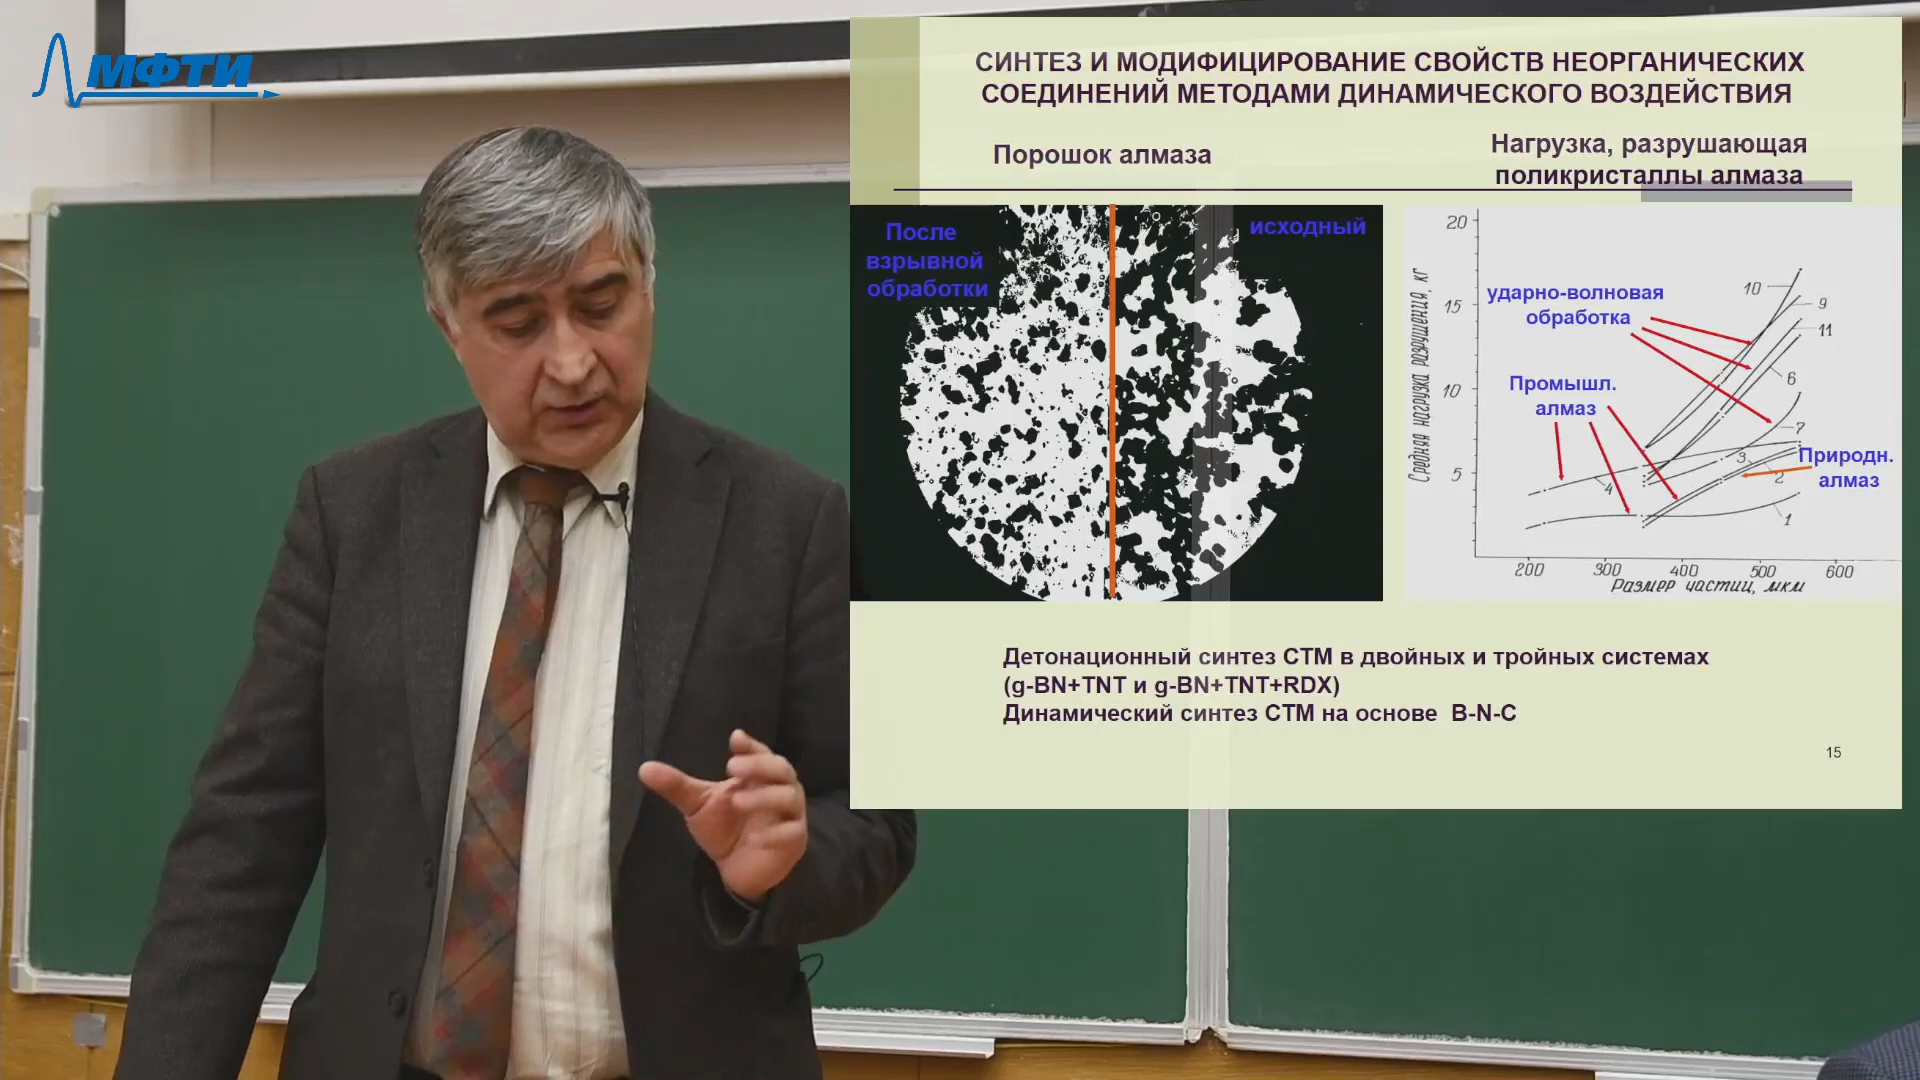 МФТИ
СИНТЕЗ И МОДИФИЦИРОВАНИЕ СВОЙСТВ НЕОРГАНИЧЕСКИХ
СОЕДИНЕНИЙ МЕТОДАМИ ДИНАМИЧЕСКОГО ВОЗДЕЙСТВИЯ
Порошок алмаза
Нагрузка, разрушающая
поликристаллы алмаза
После
взрывной
обработки
исходный
Средняя нагрузка разрушения, кг
20
15
10
5
ударно-волновая
обработка
Промышл.
алмаз
Природн.
алмаз
10
9
11
6
7
3
2
4
1
200 300 400 500 600
Размер частиц, мкм
Детонационный синтез СТМ в двойных и тройных системах
(g-BN+TNT и g-BN+TNT+RDX)
Динамический синтез СТМ на основе B-N-C
15